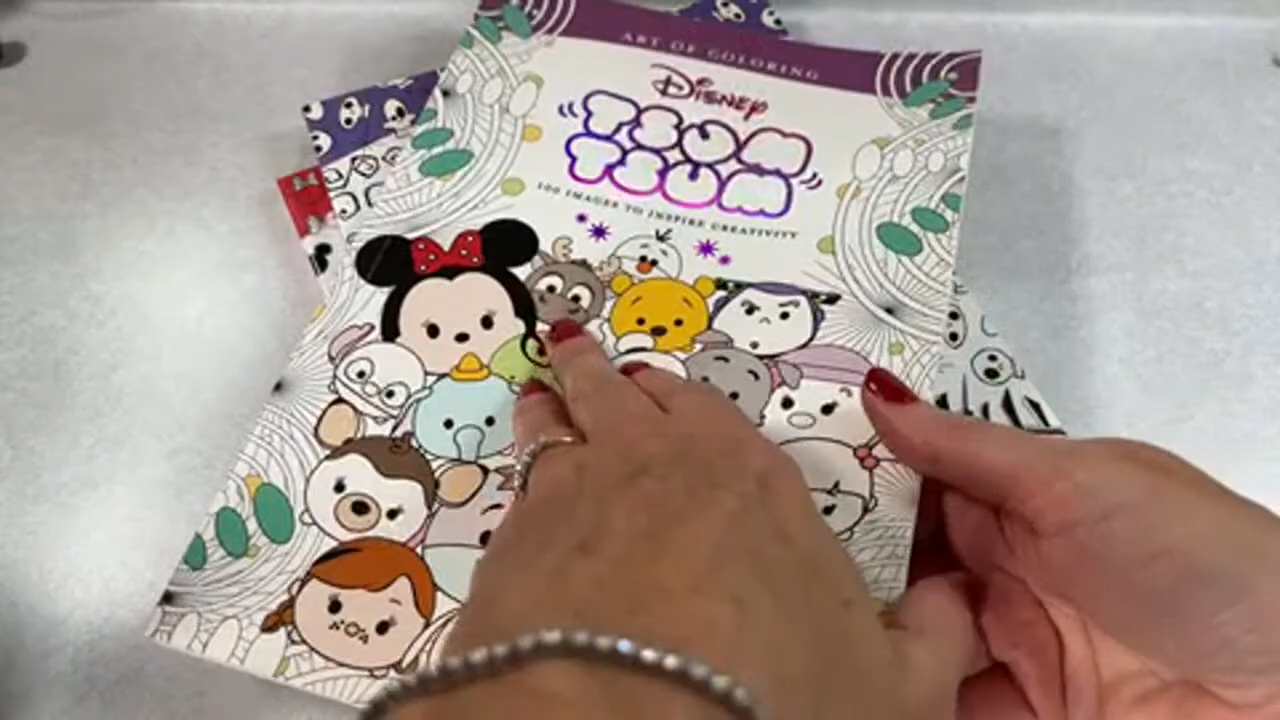 ART OF COLORING
Disney
TSUM
TSUM
100 IMAGES TO INSPIRE CREATIVITY